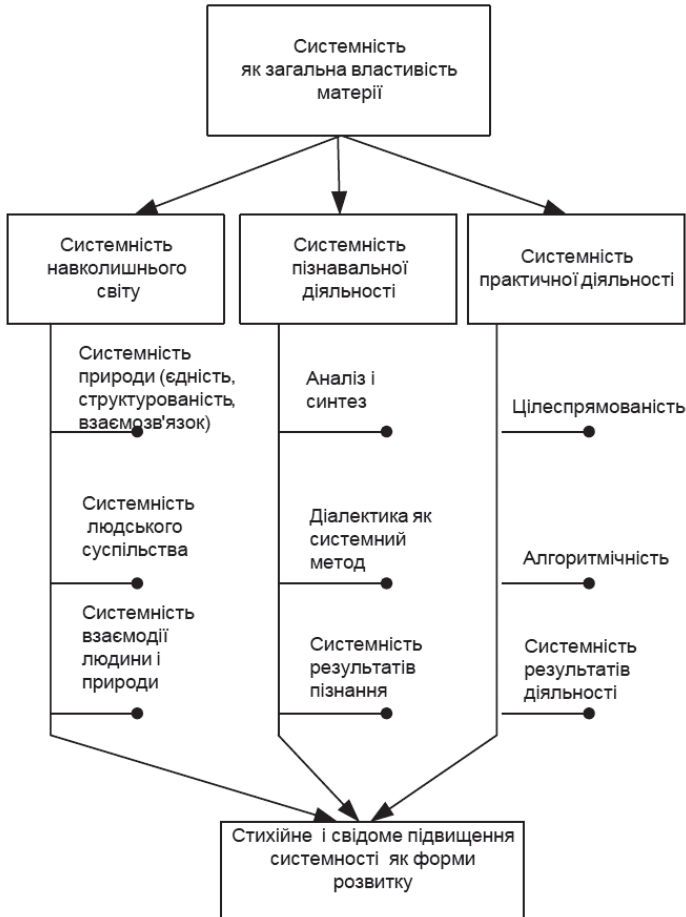 Системність
як загальна властивість
матерії
Системність
навколишнього
світу
Системність
пізнавальної
діяльності
Системність
практичної діяльності
Системність
природи (єдність,
структурованість,
взаємозв'язок)
Системність
людського
суспільства
Системність
взаємодії
людини і
природи
Аналіз і
синтез
Діалектика як
системний
метод
Системність
результатів
пізнання
Цілеспрямованість
Алгоритмічність
Системність
результатів
діяльності
Стихійне і свідоме підвищення
системності як форми
розвитку